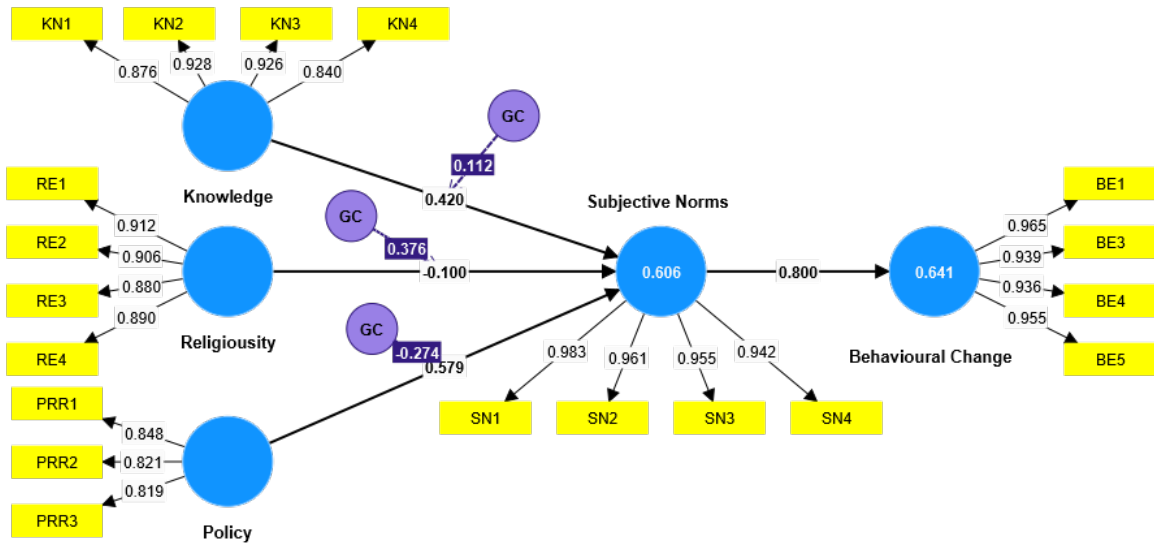 KN1
KN2
KN3
KN4
0.876
0.928
0.926
0.840
GC
0.112
Knowledge
0.420
RE1
RE2
RE3
RE4
0.912
0.906
0.880
0.890
GC
0.376
-0.100
Religiousity
GC
-0.274
0.579
PRR1
PRR2
PRR3
0.848
0.821
0.819
Policy
Subjective Norms
0.606
0.983
0.961
0.955
0.942
SN1
SN2
SN3
SN4
0.800
0.641
Behavioural Change
0.965
0.939
0.936
0.955
BE1
BE3
BE4
BE5